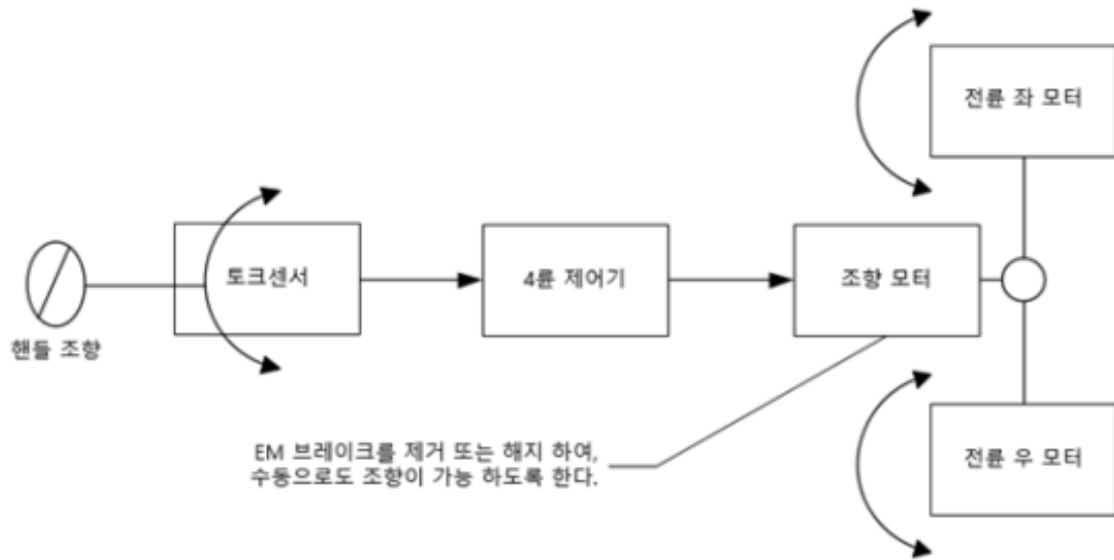 전륜 좌 모터
토크센서
4륜 제어기
조향 모터
핸들 조향
EM 브레이크를 제거 또는 해지 하여,
수동으로도 조향이 가능 하도록 한다.
전륜 우 모터